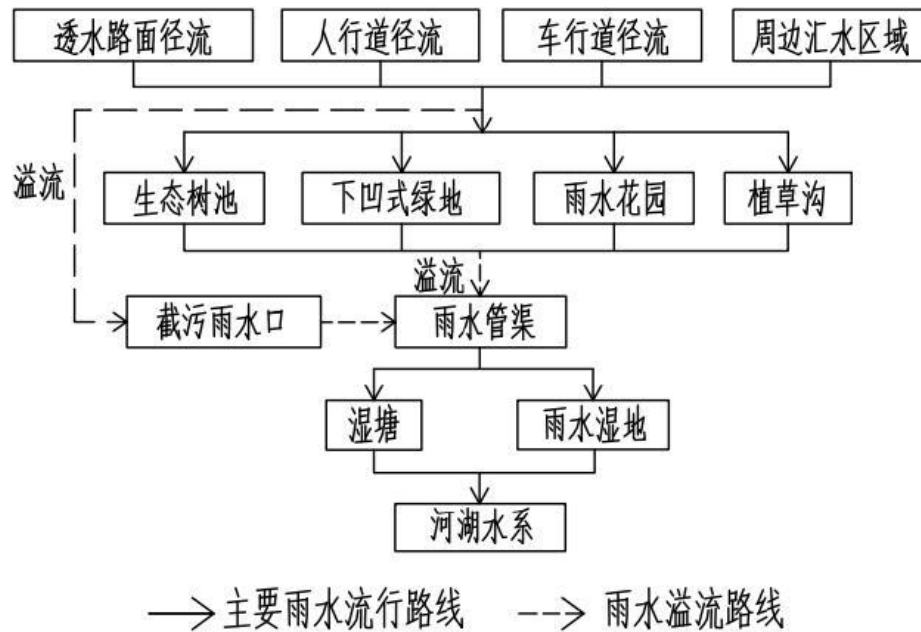 透水路面径流
人行道径流
车行道径流
周边汇水区域
溢流
生态树池
下凹式绿地
雨水花园
植草沟
溢流
截污雨水口
雨水管渠
湿塘
雨水湿地
河湖水系
主要雨水流行路线
雨水溢流路线